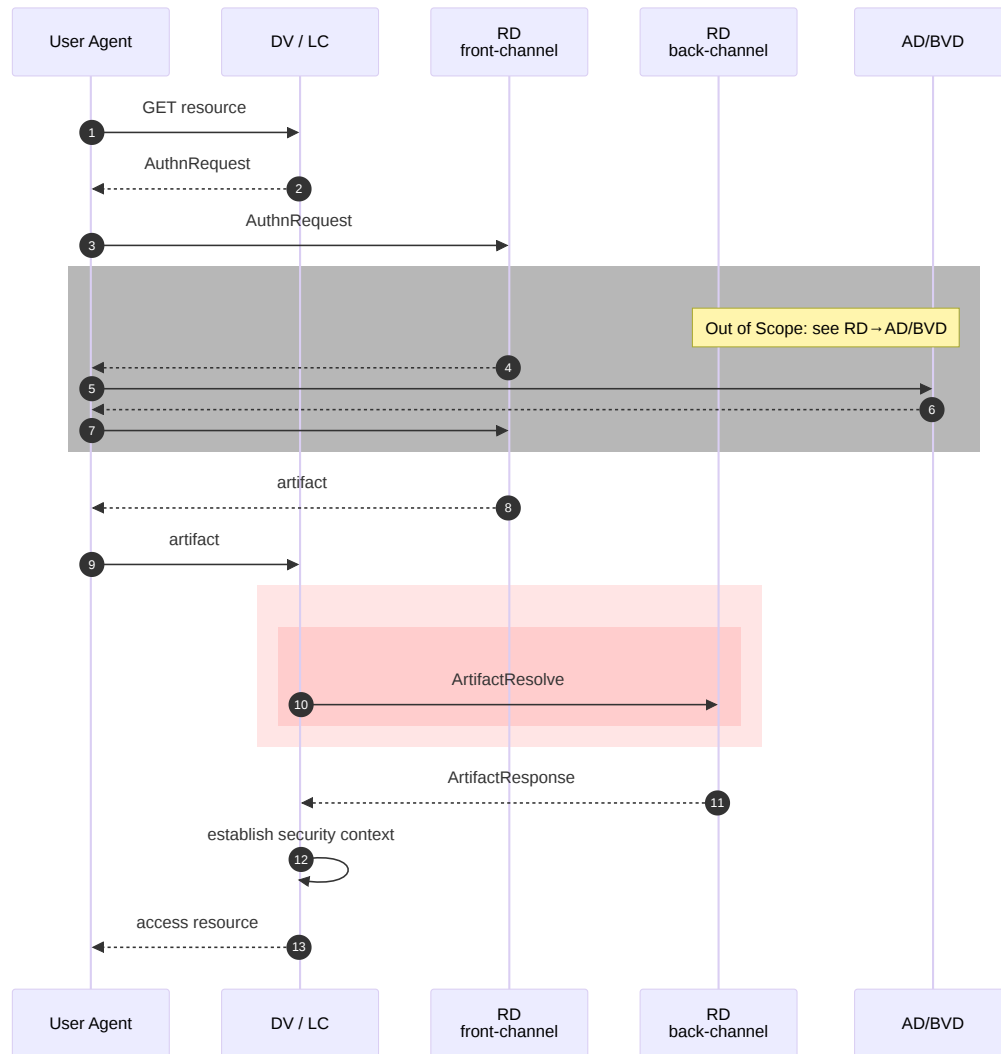 User Agent
DV / LC
RD
front-channel
RD
back-channel
AD/BVD
GET resource
1
AuthnRequest
2
AuthnRequest
3
Out of Scope: see RD→AD/BVD
4
5
6
7
artifact
8
artifact
9
ArtifactResolve
10
ArtifactResponse
11
establish security context
12
access resource
13
User Agent
DV / LC
RD
front-channel
RD
back-channel
AD/BVD